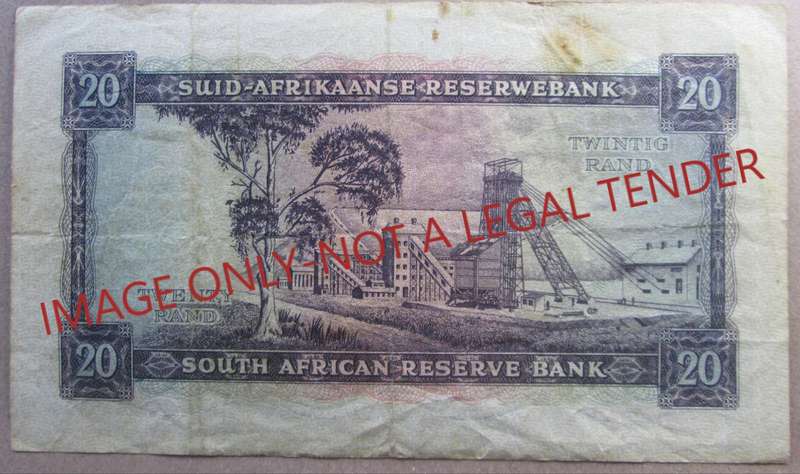 20 SUID-AFRIKAANSE RESERWEBANK 20
TWINTIG
RAND
IMAGE ONLY-NOT A LEGAL TENDER
TWENTY
RAND
20 SOUTH AFRICAN RESERVE BANK 20